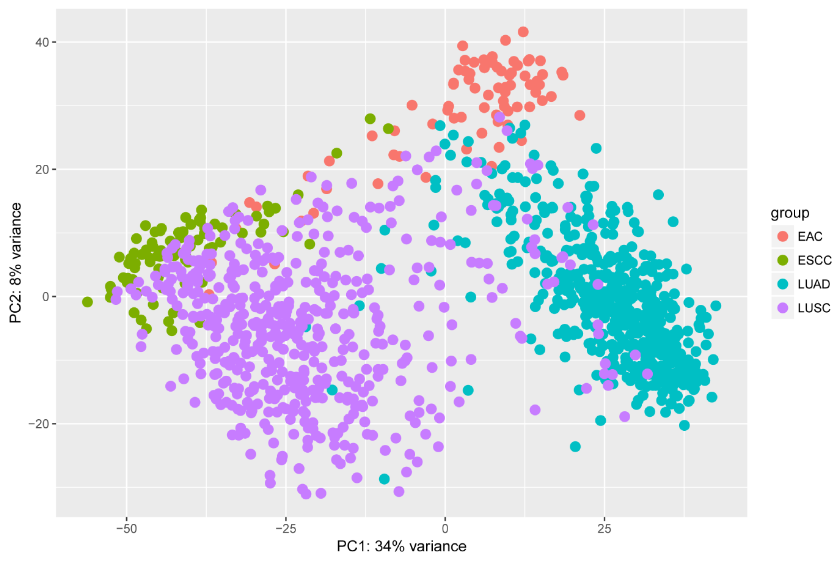 40
20
0
−20
PC2: 8% variance
−50
−25
0
25
PC1: 34% variance
group
EAC
ESCC
LUAD
LUSC